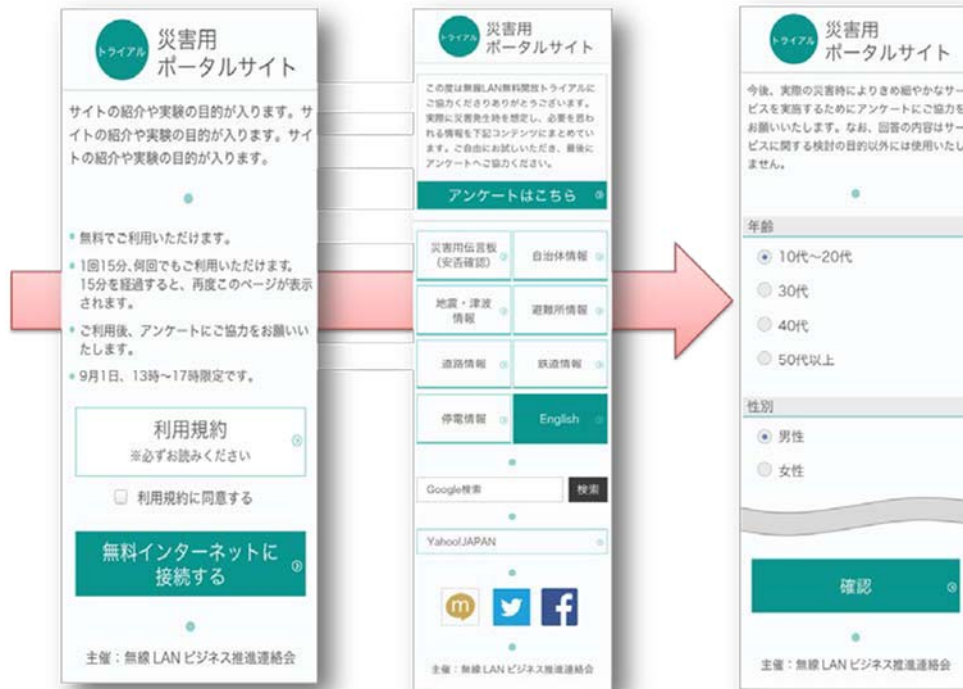 トライアル
災害用
ポータルサイト
サイトの紹介や実験の目的が入ります。サ
イトの紹介や実験の目的が入ります。サイ
トの紹介や実験の目的が入ります。
無料でご利用いただけます。
1回15分、何回でもご利用いただけます。
15分を経過すると、再度このページが表示
されます。
ご利用後、アンケートにご協力をお願いい
たします。
9月1日、13時〜17時限定です。
利用規約
※必ずお読みください
利用規約に同意する
無料インターネットに
接続する
主催：無線 LAN ビジネス推進連絡会
トライアル
災害用
ポータルサイト
この度は無線LAN無料開放トライアルに
ご協力くださりありがとうございます。
実際に災害発生時を想定し、必要を思わ
れる情報を下記コンテンツにまとめてい
ます。ご自由にお試しいただき、最後に
アンケートへご協力ください。
アンケートはこちら
災害用伝言板
（安否確認）
自治体情報
地震・津波
情報
避難所情報
道路情報
鉄道情報
停電情報
English
Google検索
検索
Yahoo!JAPAN
主催：無線 LAN ビジネス推進連絡会
トライアル
災害用
ポータルサイト
今後、実際の災害時によりきめ細やかなサー
ビスを実施するためにアンケートにご協力を
お願いいたします。なお、回答の内容はサー
ビスに関する検討の目的以外には使用いたし
ません。
年齢
10代〜20代
30代
40代
50代以上
性別
男性
女性
確認
主催：無線 LAN ビジネス推進連絡会